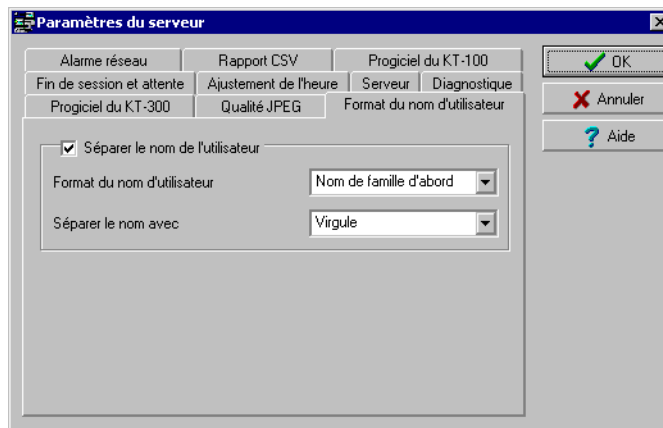 Paramètres du serveur
Alarme réseau Rapport CSV Progiciel du KT-100
Fin de session et attente Ajustement de l'heure Serveur Diagnostique
Progiciel du KT-300 Qualité JPEG Format du nom d'utilisateur
OK
Annuler
Aide
Séparer le nom de l'utilisateur
Format du nom d'utilisateur Nom de famille d'abord
Séparer le nom avec Virgule